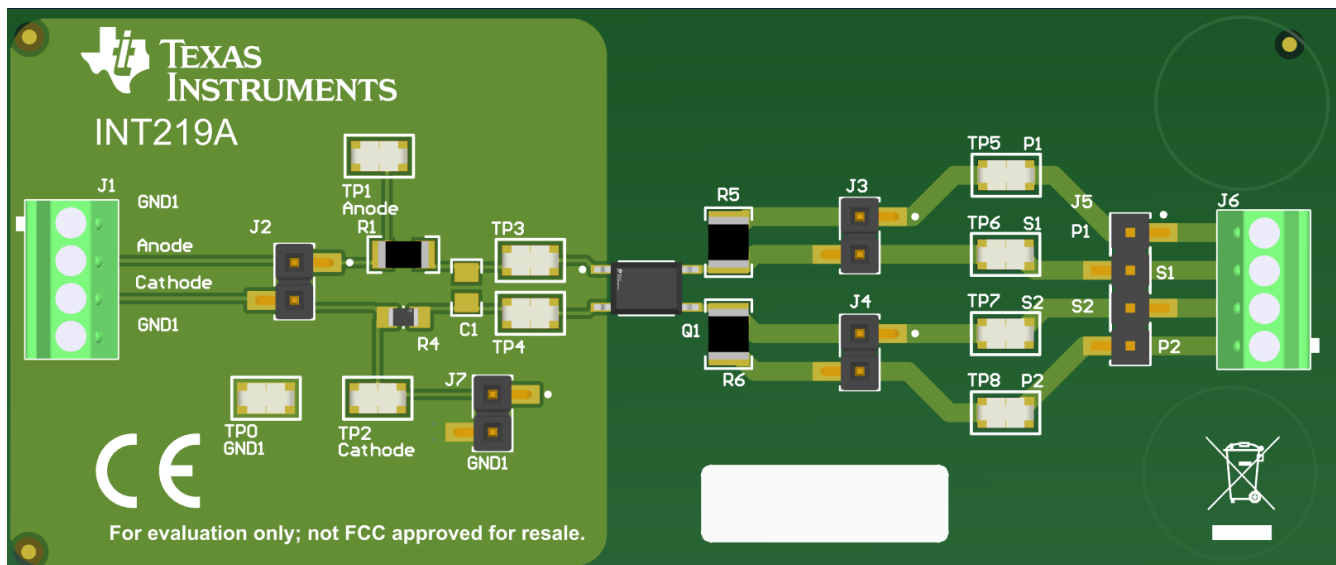 TEXAS
INSTRUMENTS
INT219A
J1
GND1
Anode
Cathode
GND1
J2
TP1
Anode
R1
TP3
C1
R4
TP4
TP0
GND1
TP2
Cathode
J7
GND1
CE
For evaluation only; not FCC approved for resale.
Q1
R5
R6
J3
J4
TP5 P1
TP6 S1
TP7 S2
TP8 P2
J5
P1
S1
S2
P2
J6